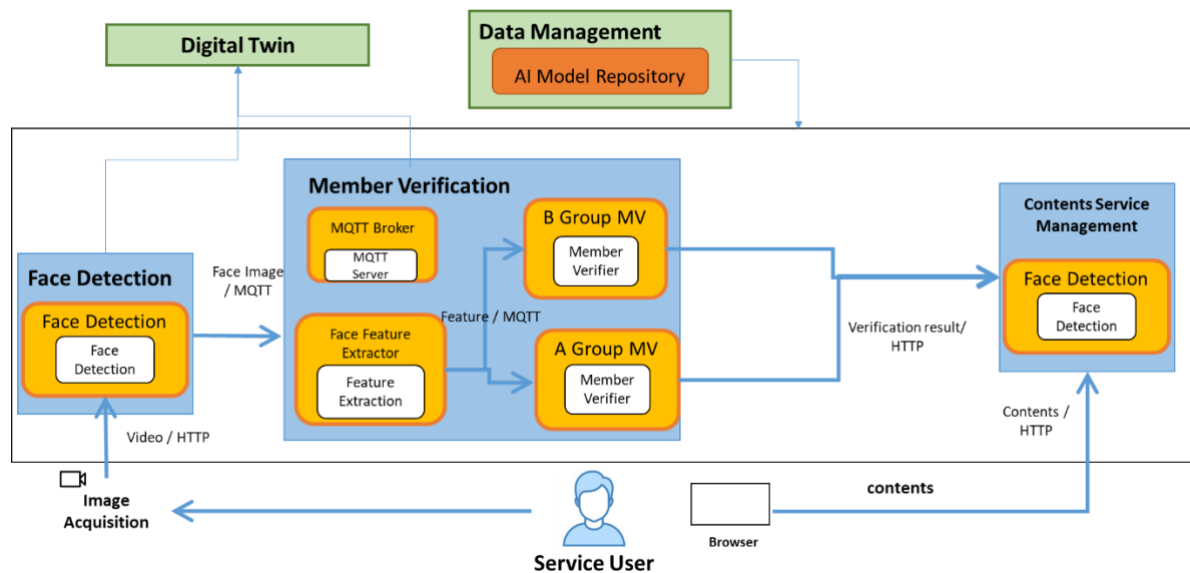 Digital Twin
Data Management
AI Model Repository
Member Verification
MQTT Broker
MQTT
Server
B Group MV
Member
Verifier
Contents Service
Management
Face Detection
Face Detection
Face
Detection
Face Image
/ MQTT
Face Feature
Extractor
Feature
Extraction
Feature / MQTT
A Group MV
Member
Verifier
Verification result/
HTTP
Face Detection
Face
Detection
Video / HTTP
Contents /
HTTP
Image
Acquisition
contents
Browser
Service User